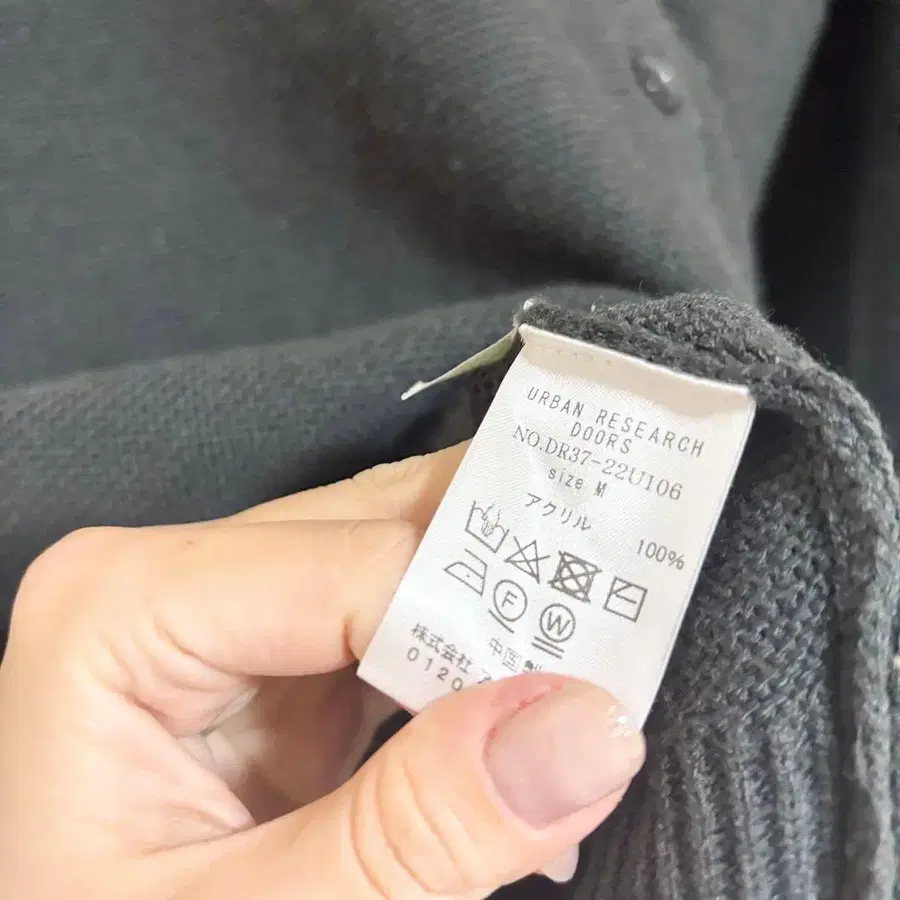 URBAN RESEARCH
DOORS
NO.DR37-22U106
size M
アクリル 100%
F W
中国製
株式会社 ア
0120